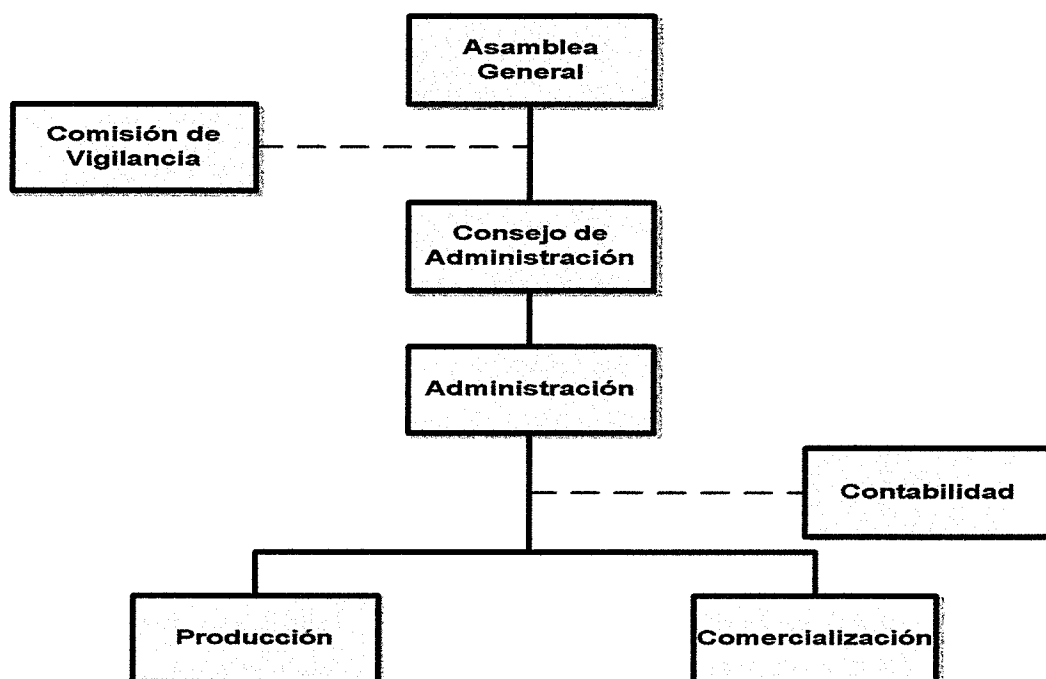 Asamblea
General
Comisión de
Vigilancia
Consejo de
Administración
Administración
Contabilidad
Producción
Comercialización